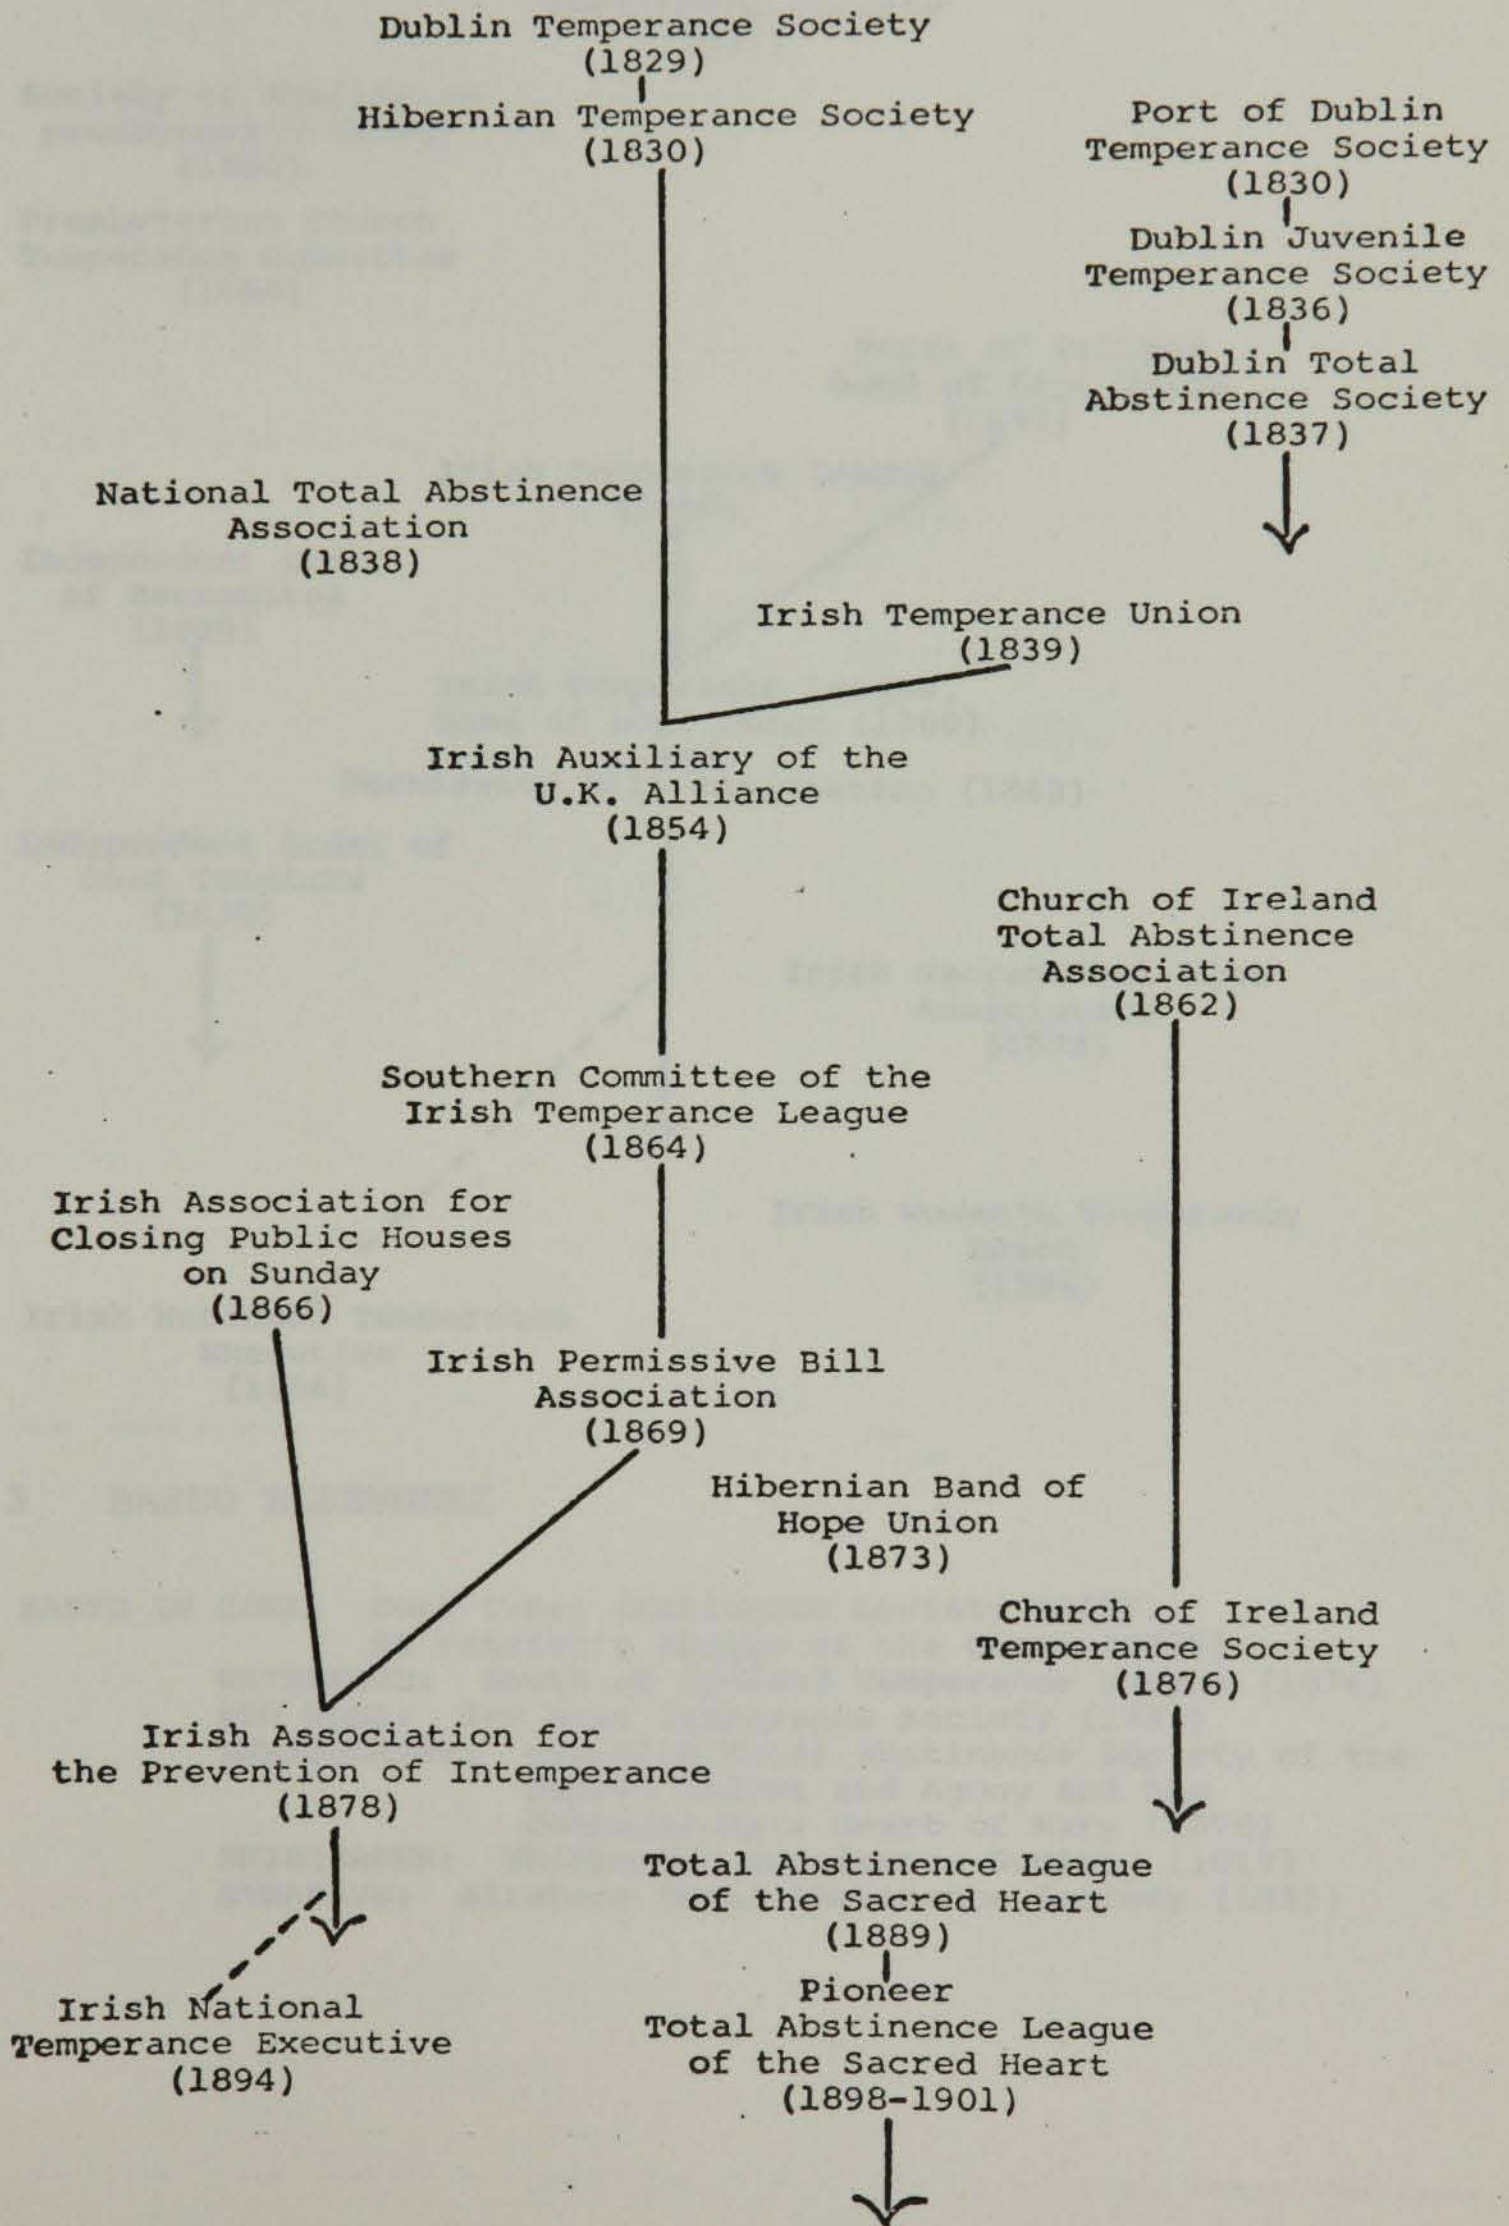 Dublin Temperance Society
(1829)
Hibernian Temperance Society
(1830)
Port of Dublin
Temperance Society
(1830)
Dublin Juvenile
Temperance Society
(1836)
Dublin Total
Abstinence Society
(1837)
National Total Abstinence
Association
(1838)
Irish Temperance Union
(1839)
Irish Auxiliary of the
U.K. Alliance
(1854)
Church of Ireland
Total Abstinence
Association
(1862)
Southern Committee of the
Irish Temperance League
(1864)
Irish Association for
Closing Public Houses
on Sunday
(1866)
Irish Permissive Bill
Association
(1869)
Hibernian Band of
Hope Union
(1873)
Church of Ireland
Temperance Society
(1876)
Irish Association for
the Prevention of Intemperance
(1878)
Total Abstinence League
of the Sacred Heart
(1889)
Pioneer
Total Abstinence League
of the Sacred Heart
(1898-1901)
Irish National
Temperance Executive
(1894)